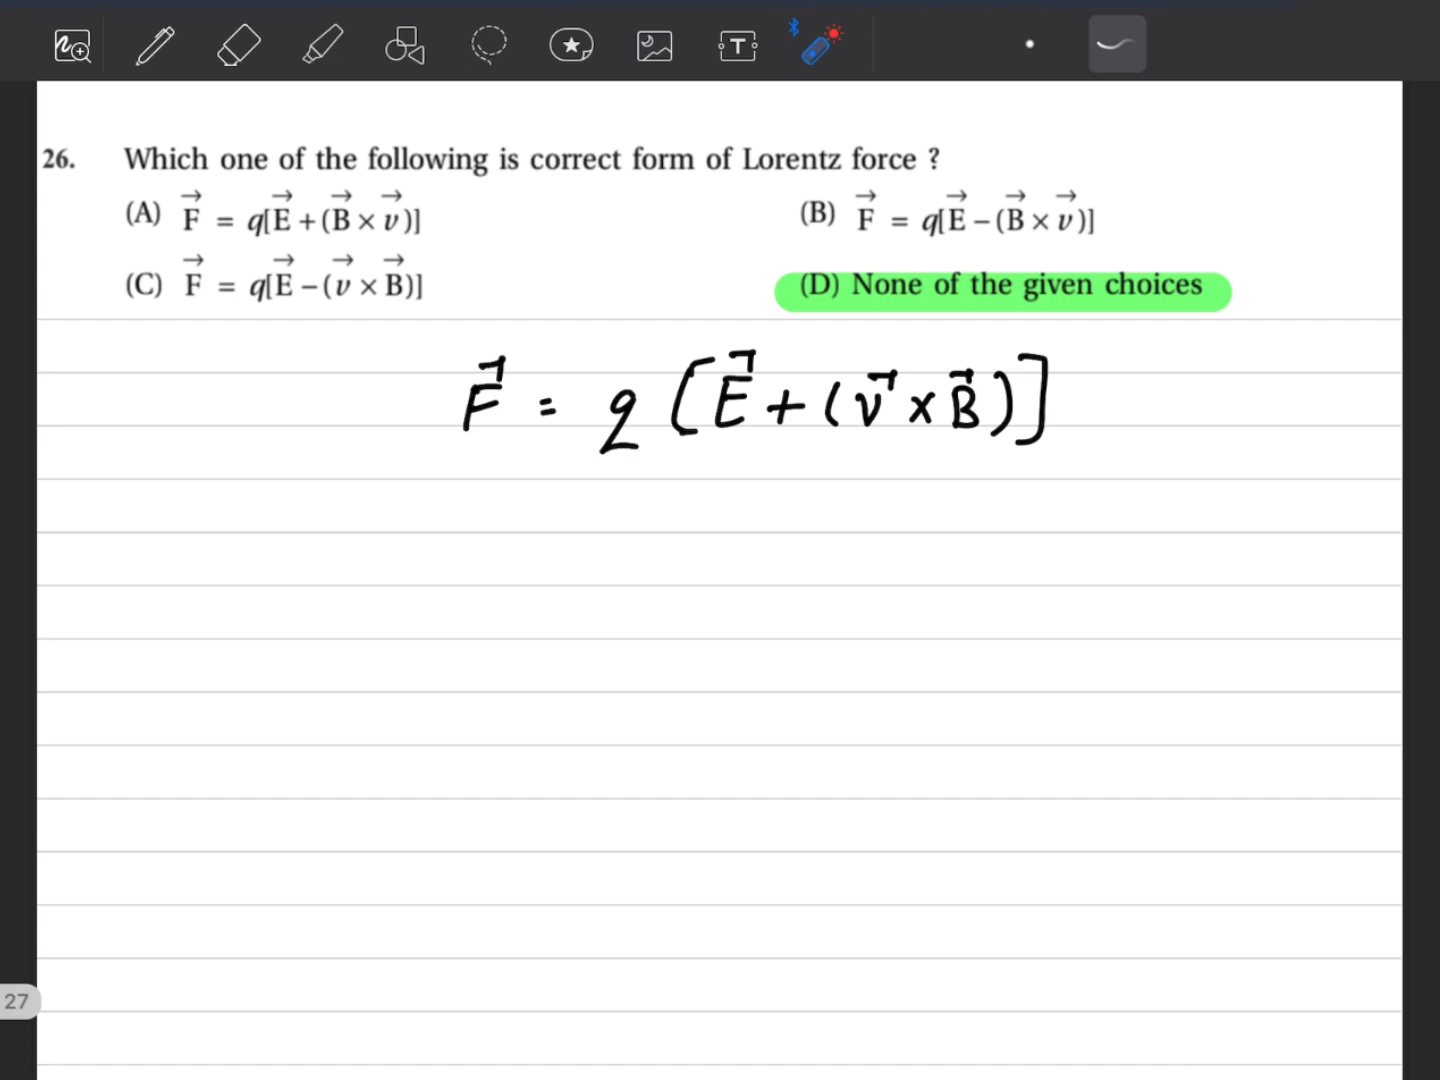 26. Which one of the following is correct form of Lorentz force ?
(A) F⃗ = q[E⃗ + (B⃗ × v⃗)] (B) F⃗ = q[E⃗ − (B⃗ × v⃗)]
(C) F⃗ = q[E⃗ − (v⃗ × B⃗)] (D) None of the given choices
F⃗ = q [E⃗ + (v⃗ × B⃗)]
27